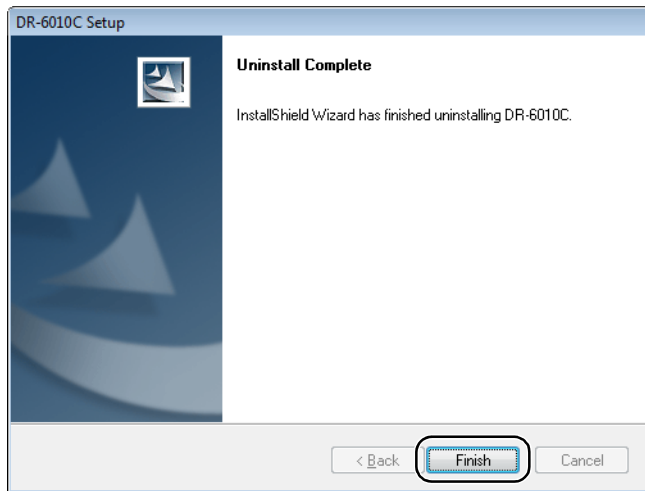 DR-6010C Setup
Uninstall Complete
InstallShield Wizard has finished uninstalling DR-6010C.
< Back
Finish
Cancel